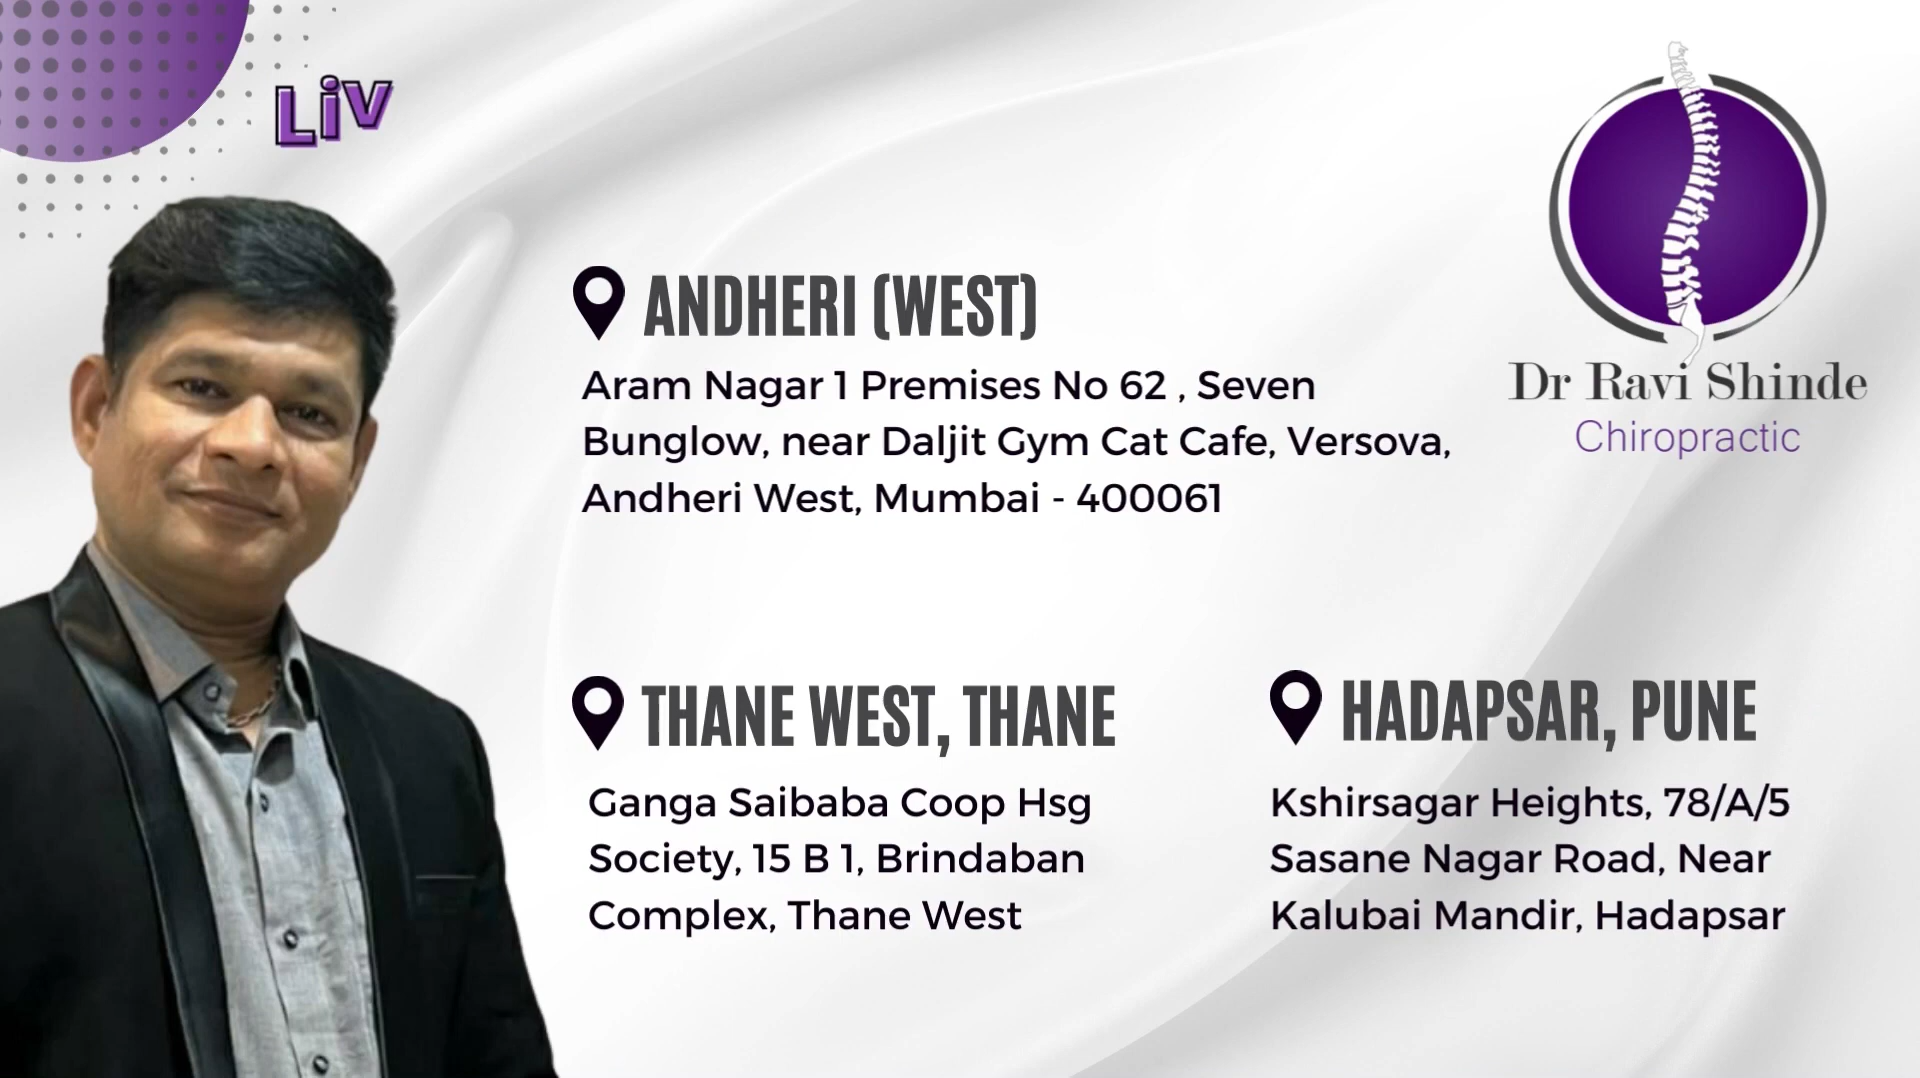 LiV
Dr Ravi Shinde
Chiropractic
ANDHERI (WEST)
Aram Nagar 1 Premises No 62 , Seven
Bunglow, near Daljit Gym Cat Cafe, Versova,
Andheri West, Mumbai - 400061
THANE WEST, THANE
Ganga Saibaba Coop Hsg
Society, 15 B 1, Brindaban
Complex, Thane West
HADAPSAR, PUNE
Kshirsagar Heights, 78/A/5
Sasane Nagar Road, Near
Kalubai Mandir, Hadapsar